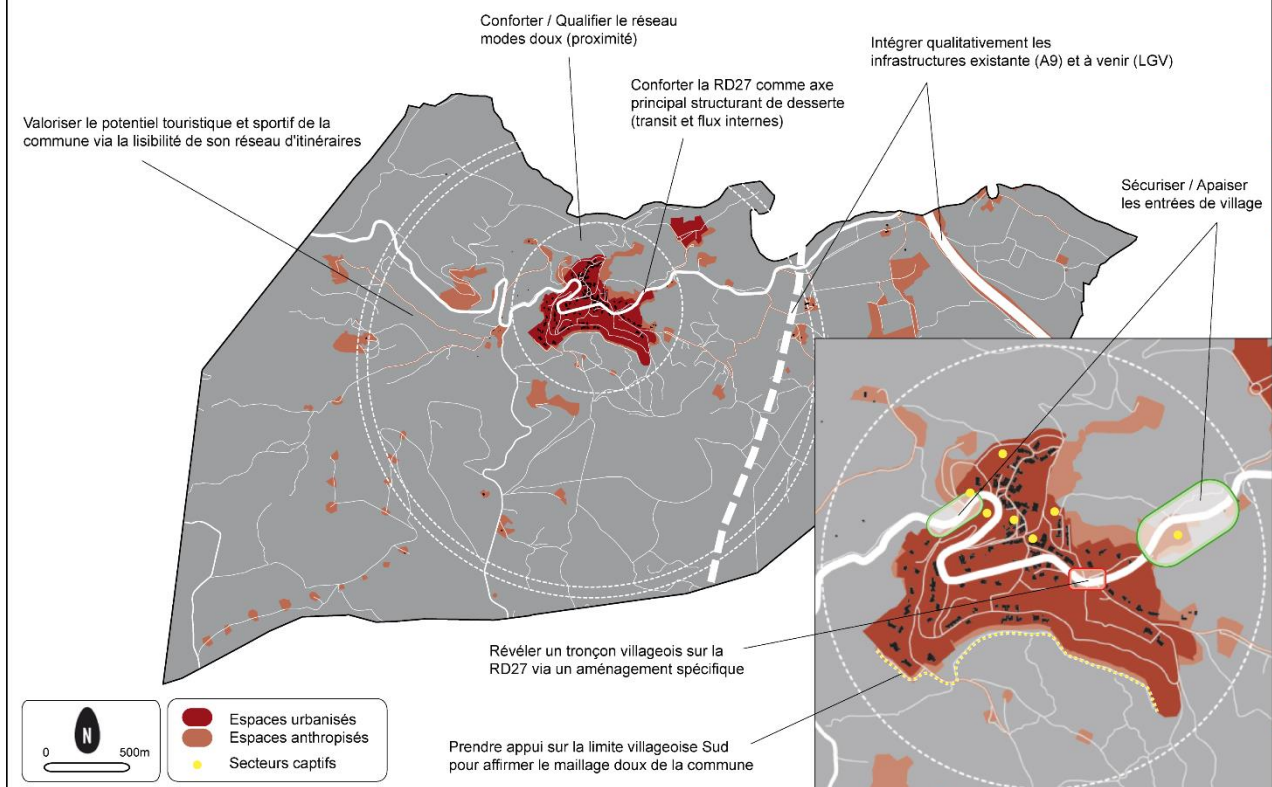 Conforter / Qualifier le réseau
modes doux (proximité)
Intégrer qualitativement les
infrastructures existante (A9) et à venir (LGV)
Conforter la RD27 comme axe
principal structurant de desserte
(transit et flux internes)
Valoriser le potentiel touristique et sportif de la
commune via la lisibilité de son réseau d'itinéraires
Sécuriser / Apaiser
les entrées de village
Révéler un tronçon villageois sur la
RD27 via un aménagement spécifique
Prendre appui sur la limite villageoise Sud
pour affirmer le maillage doux de la commune
N
0 500m
Espaces urbanisés
Espaces anthropisés
Secteurs captifs